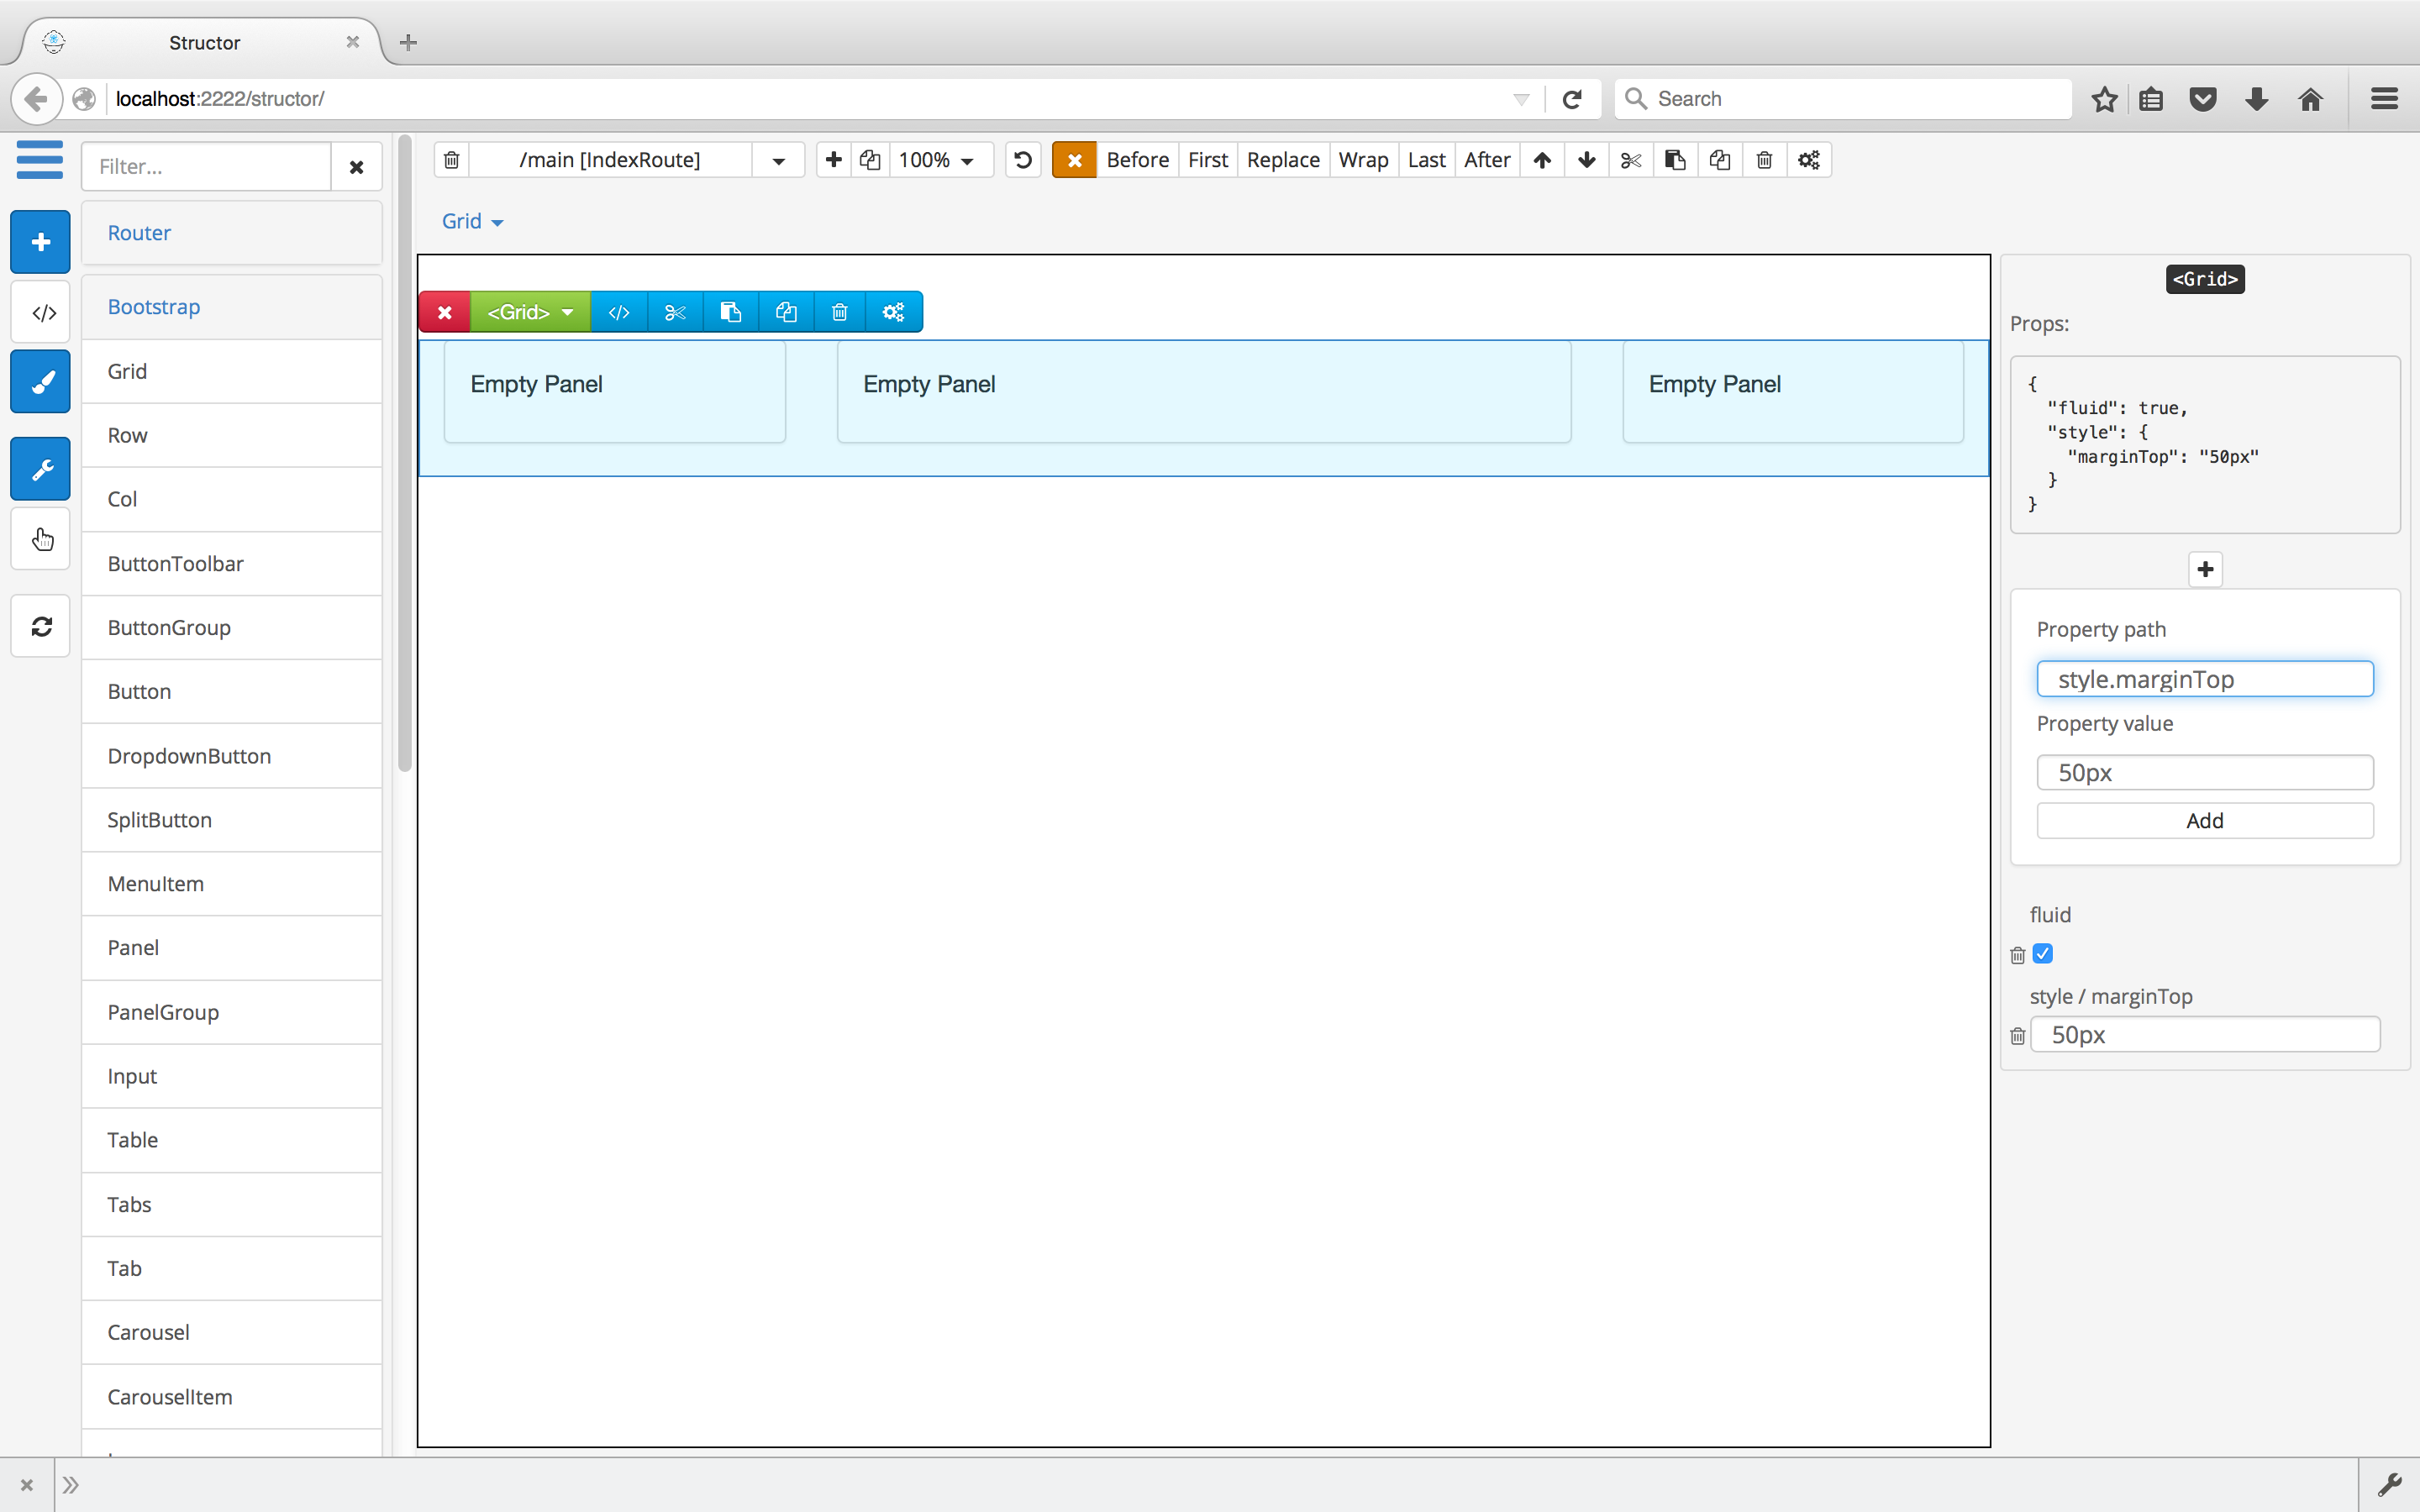 Structor
localhost:2222/structor/
Search
Filter...
/main [IndexRoute]
100%
Before
First
Replace
Wrap
Last
After
Router
Bootstrap
Grid
Row
Col
ButtonToolbar
ButtonGroup
Button
DropdownButton
SplitButton
MenuItem
Panel
PanelGroup
Input
Table
Tabs
Tab
Carousel
CarouselItem
Grid
<Grid>
Empty Panel
Empty Panel
Empty Panel
<Grid>
Props:
{
"fluid": true,
"style": {
"marginTop": "50px"
}
}
Property path
style.marginTop
Property value
50px
Add
fluid
style / marginTop
50px